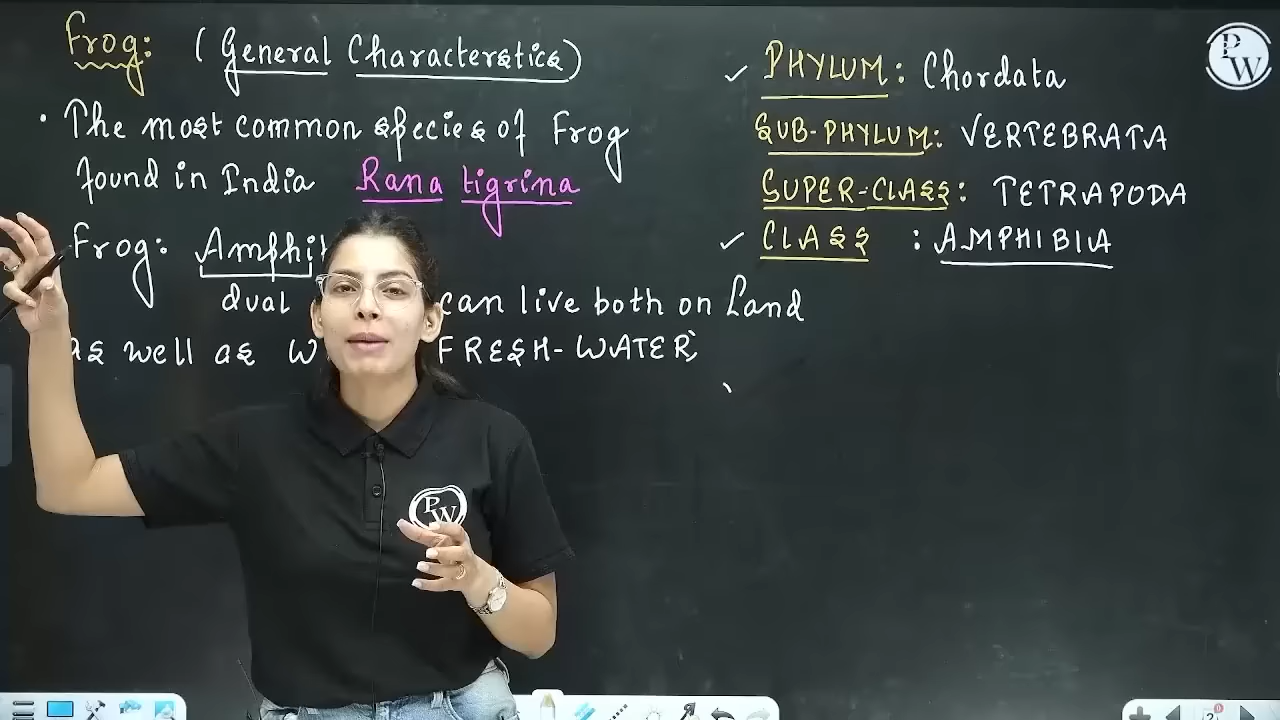 Frog: (General Characterstics)
• The most common species of Frog
found in India Rana tigrina
Frog: Amphi
dual can live both on Land
as well as W FRESH-WATER,
✓ PHYLUM: Chordata
SUB-PHYLUM: VERTEBRATA
SUPER-CLASS: TETRAPODA
✓ CLASS : AMPHIBIA
PW
PW